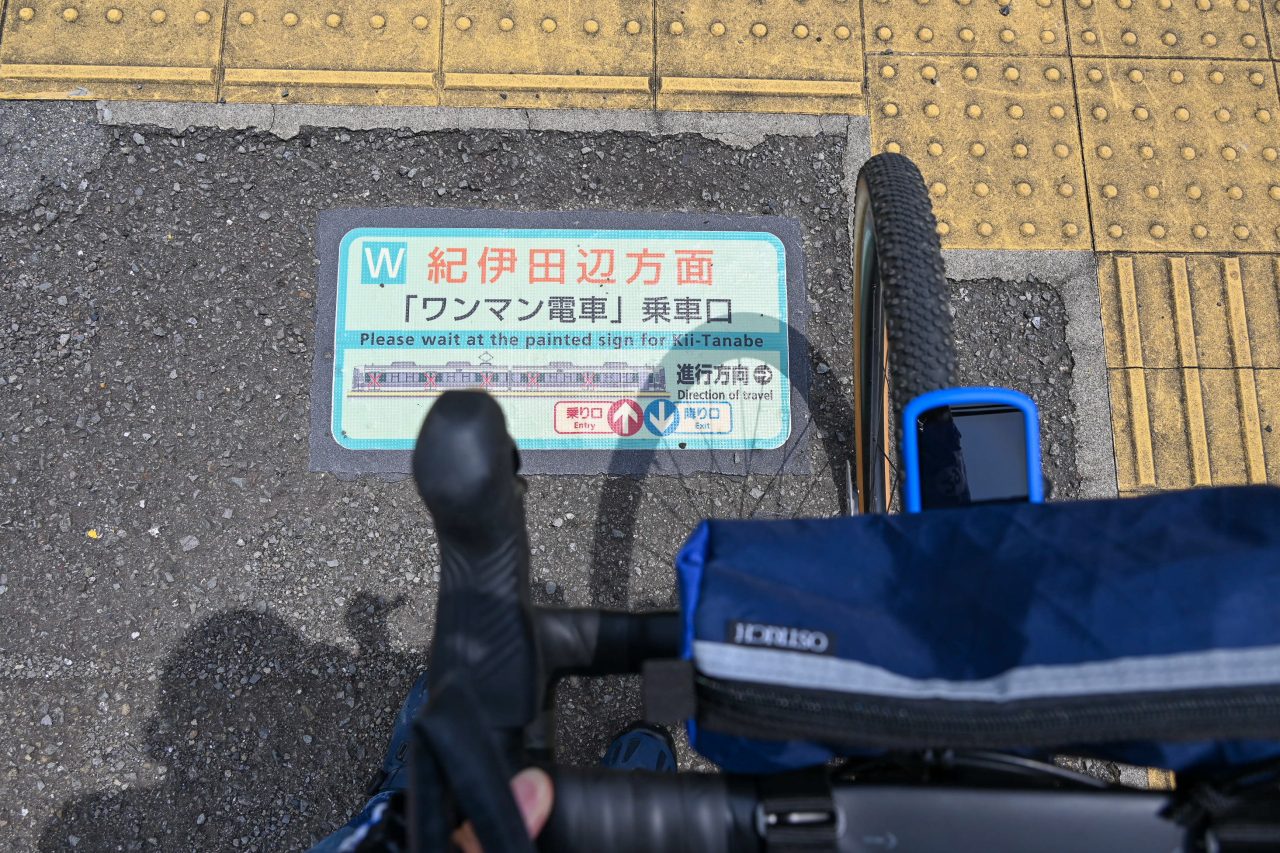 W 紀伊田辺方面
「ワンマン電車」乗車口
Please wait at the painted sign for Kii-Tanabe
進行方向
Direction of travel
乗り口 降り口
Entry Exit
OSTRICH